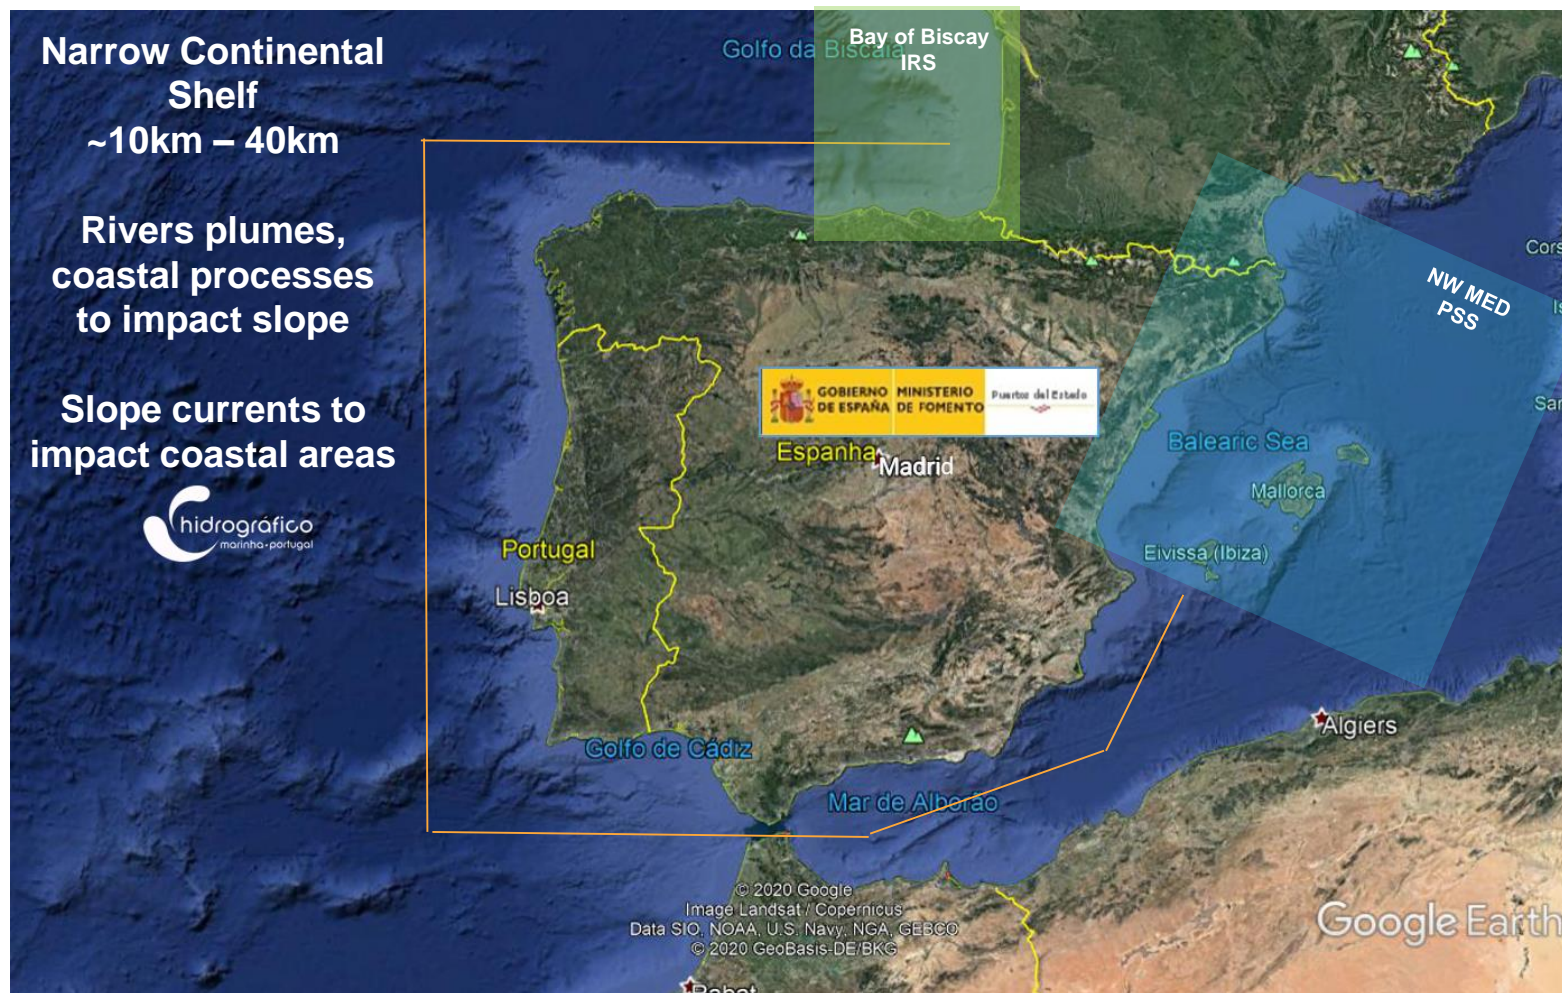 Narrow Continental
Shelf
~10km – 40km
Rivers plumes,
coastal processes
to impact slope
Slope currents to
impact coastal areas
hidrográfico
marinha-portugal
Golfo da Biscaia
Bay of Biscay
IRS
NW MED
PSS
Cors
Is
Sar
GOBIERNO
DE ESPAÑA
MINISTERIO
DE FOMENTO
Puertos del Estado
Espanha
Madrid
Balearic Sea
Mallorca
Eivissa (Ibiza)
Portugal
Lisboa
Golfo de Cádiz
Mar de Alborão
Algiers
© 2020 Google
Image Landsat / Copernicus
Data SIO, NOAA, U.S. Navy, NGA, GEBCO
© 2020 GeoBasis-DE/BKG
Google Earth
Rabat